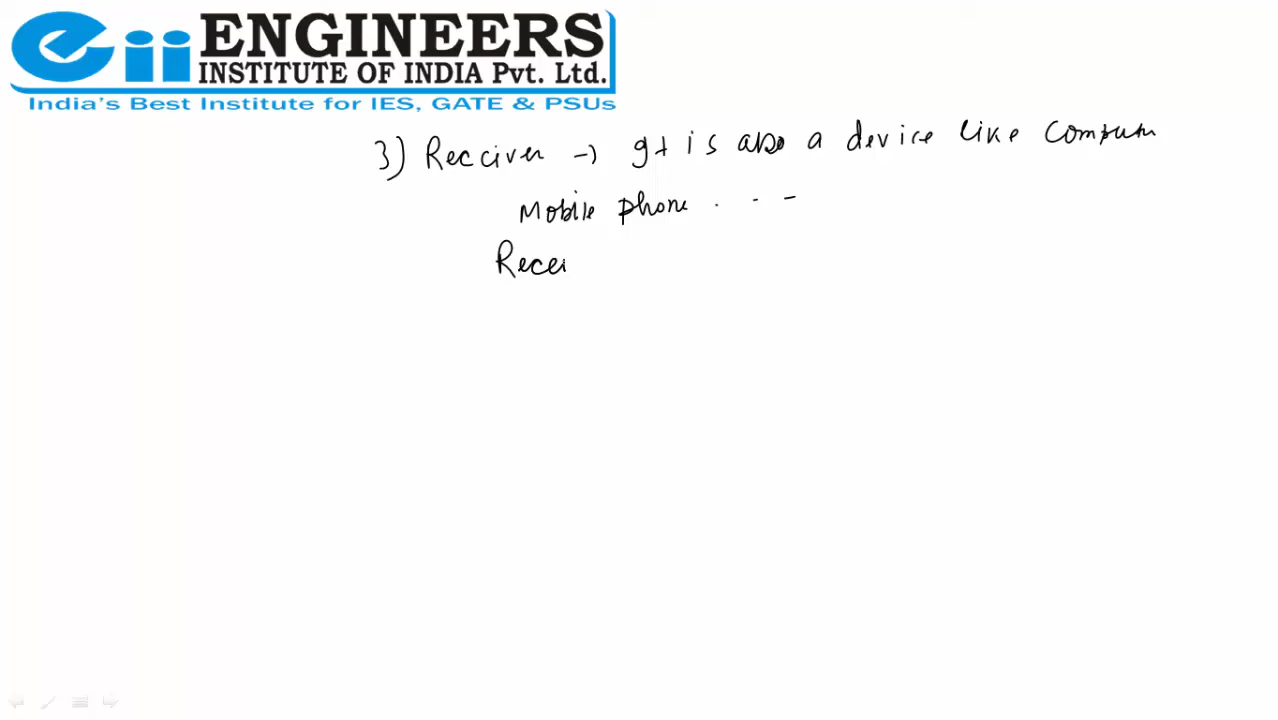 ENGINEERS
INSTITUTE OF INDIA Pvt. Ltd.
India's Best Institute for IES, GATE & PSUs
3) Reciver → It is also a device like Computer
Mobile phone . . -
Recei